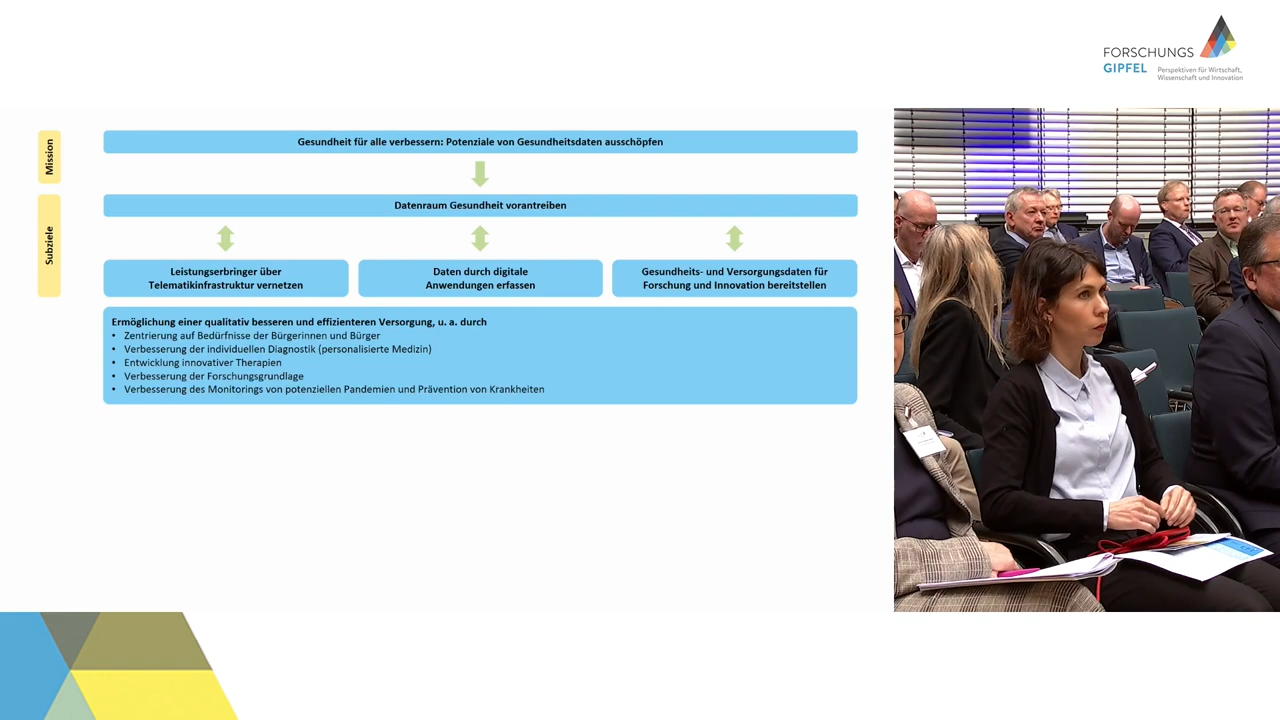 FORSCHUNGS
GIPFEL
Perspektiven für Wirtschaft,
Wissenschaft und Innovation
Mission
Gesundheit für alle verbessern: Potenziale von Gesundheitsdaten ausschöpfen
Subziele
Datenraum Gesundheit vorantreiben
Leistungserbringer über
Telematikinfrastruktur vernetzen
Daten durch digitale
Anwendungen erfassen
Gesundheits- und Versorgungsdaten für
Forschung und Innovation bereitstellen
Ermöglichung einer qualitativ besseren und effizienteren Versorgung, u. a. durch
• Zentrierung auf Bedürfnisse der Bürgerinnen und Bürger
• Verbesserung der individuellen Diagnostik (personalisierte Medizin)
• Entwicklung innovativer Therapien
• Verbesserung der Forschungsgrundlage
• Verbesserung des Monitorings von potenziellen Pandemien und Prävention von Krankheiten